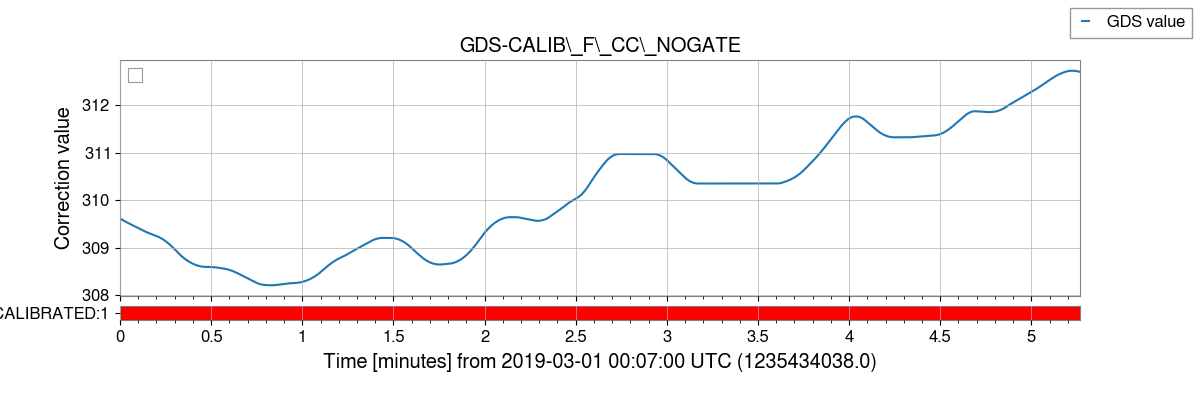 GDS value
GDS-CALIB\_F\_CC\_NOGATE
Correction value
312
311
310
309
308
CALIBRATED:1
0 0.5 1 1.5 2 2.5 3 3.5 4 4.5 5
Time [minutes] from 2019-03-01 00:07:00 UTC (1235434038.0)